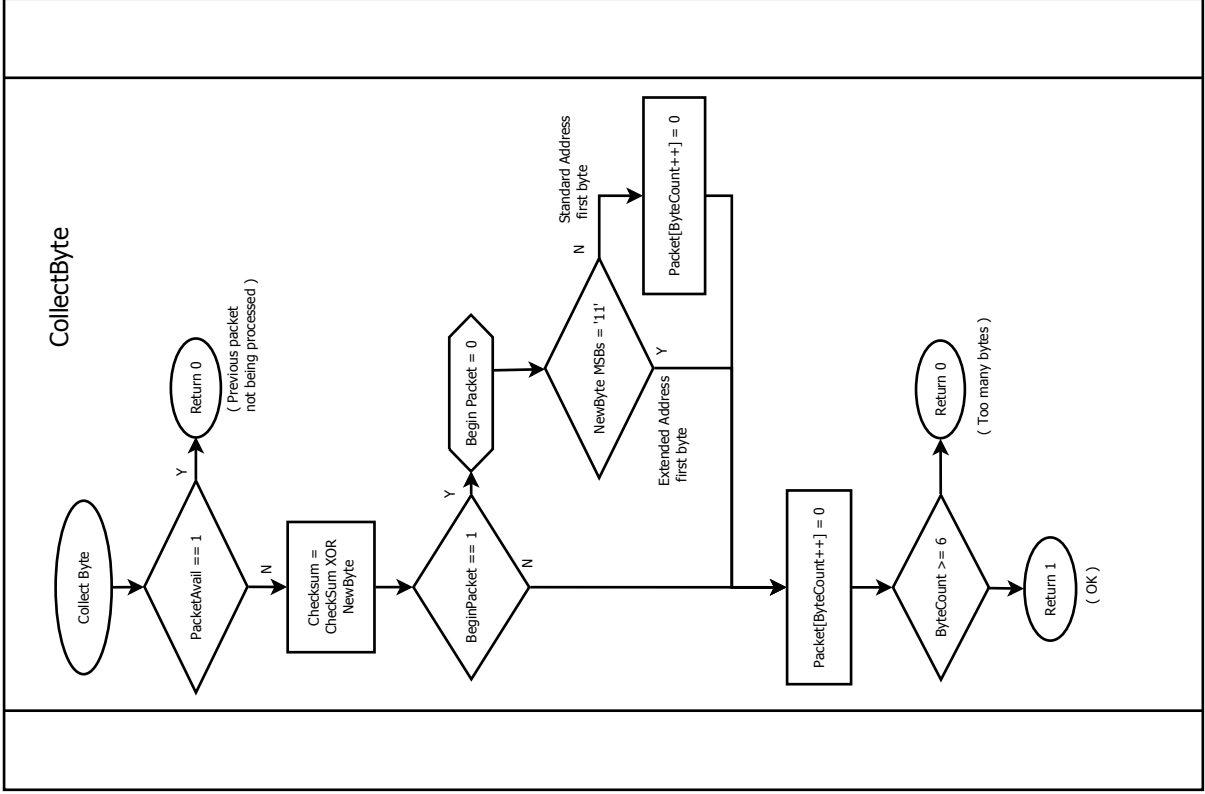 CollectByte
Collect Byte
PacketAvail == 1
Y
Return 0
( Previous packet
not being processed )
N
Checksum =
CheckSum XOR
NewByte
BeginPacket == 1
Y
Begin Packet = 0
N
NewByte MSBs = '11'
N
Standard Address
first byte
Packet[ByteCount++] = 0
Y
Extended Address
first byte
Packet[ByteCount++] = 0
ByteCount >= 6
Return 0
( Too many bytes )
Return 1
( OK )